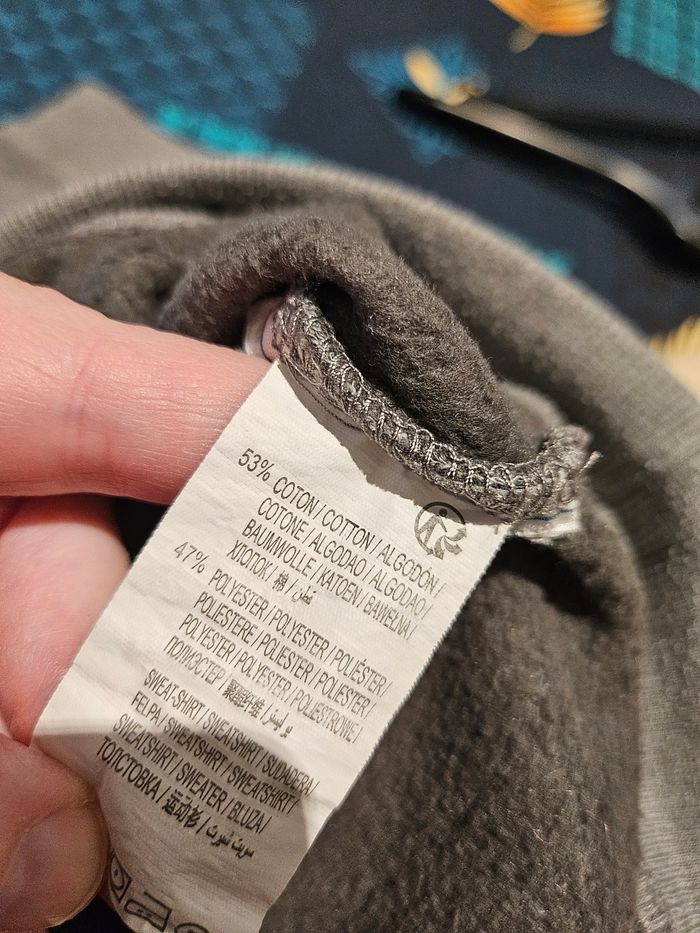 53% COTON / COTTON / ALGODÓN /
COTONE / ALGODAO / ALGODAO /
BAUMWOLLE / KATOEN / BAWEŁNA /
ХЛОПОК / 棉 / قطن
47% POLYESTER / POLYESTER / POLIÉSTER /
POLIESTERE / POLIESTER / POLIESTER /
POLYESTER / POLYESTER / POLIESTROWE /
ПОЛИЭСТЕР / 聚酯纤维 / بوليستر
SWEAT-SHIRT / SWEATSHIRT / SUDADERA /
FELPA / SWEATSHIRT / SWEATSHIRT /
SWEATSHIRT / SWEATER / BLUZA /
ТОЛСТОВКА / 运动衫 / سويت شيرت